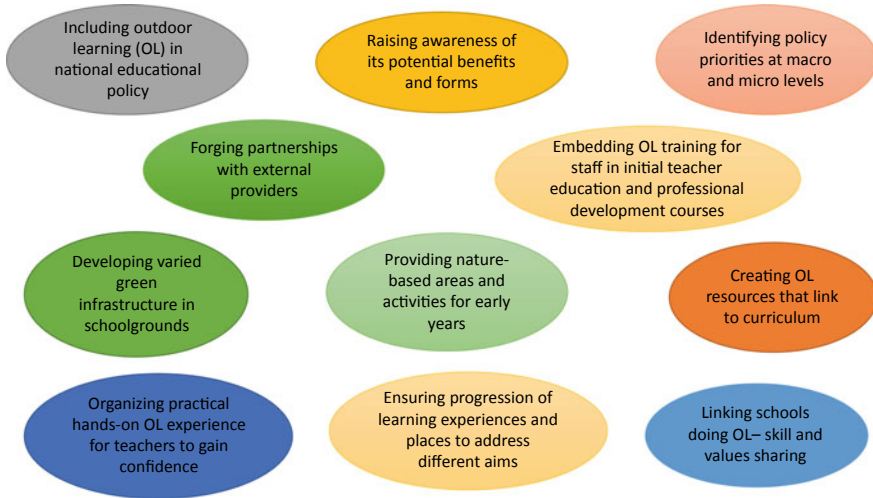 Including outdoor
learning (OL) in
national educational
policy
Raising awareness of
its potential benefits
and forms
Identifying policy
priorities at macro
and micro levels
Forging partnerships
with external
providers
Embedding OL training for
staff in initial teacher
education and professional
development courses
Developing varied
green
infrastructure in
schoolgrounds
Providing nature-
based areas and
activities for early
years
Creating OL
resources that link
to curriculum
Organizing practical
hands-on OL experience
for teachers to gain
confidence
Ensuring progression of
learning experiences and
places to address
different aims
Linking schools
doing OL– skill and
values sharing